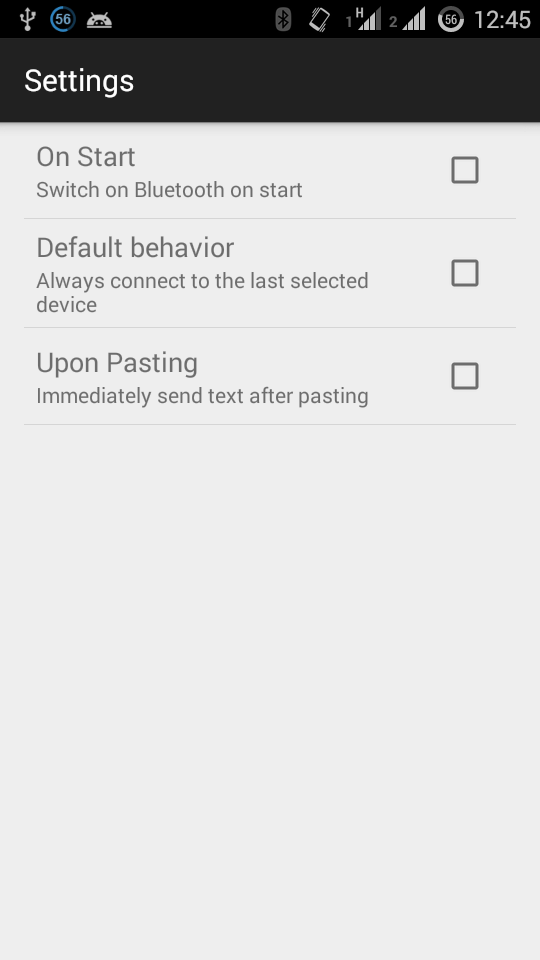 56 1 H 2 56 12:45
Settings
On Start
Switch on Bluetooth on start
Default behavior
Always connect to the last selected
device
Upon Pasting
Immediately send text after pasting